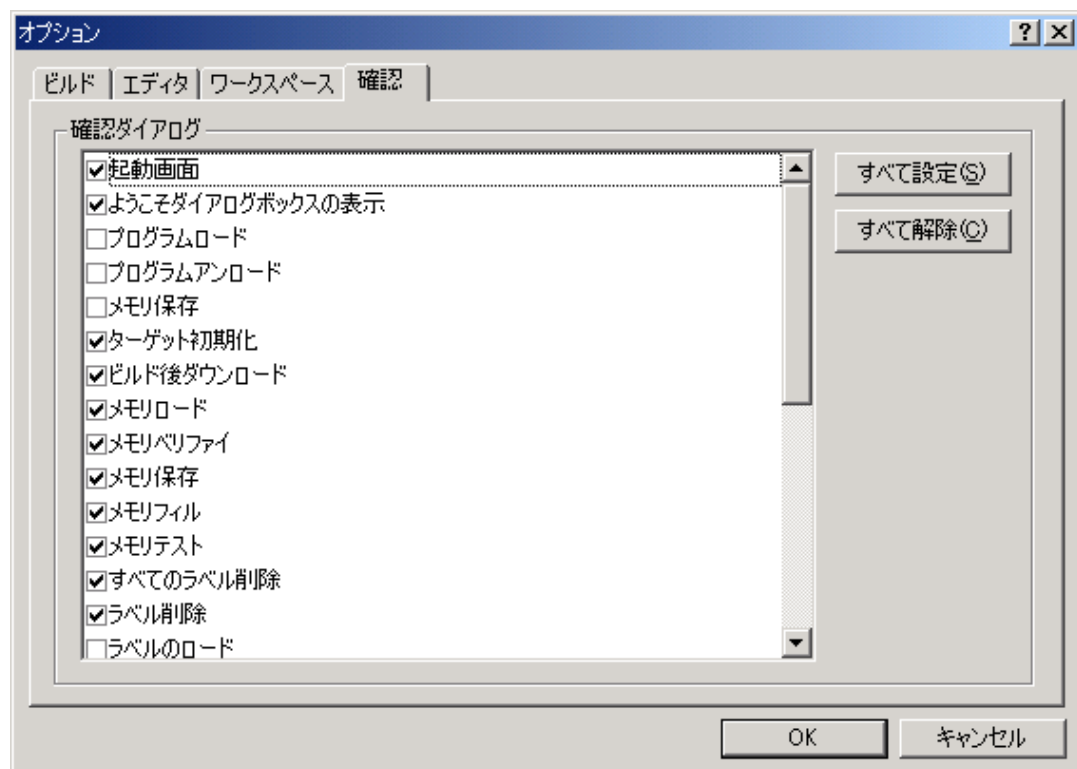 オプション
ビルド エディタ ワークスペース 確認
確認ダイアログ
起動画面
ようこそダイアログボックスの表示
プログラムロード
プログラムアンロード
メモリ保存
ターゲット初期化
ビルド後ダウンロード
メモリロード
メモリベリファイ
メモリ保存
メモリフィル
メモリテスト
すべてのラベル削除
ラベル削除
ラベルのロード
すべて設定(S)
すべて解除(C)
OK キャンセル